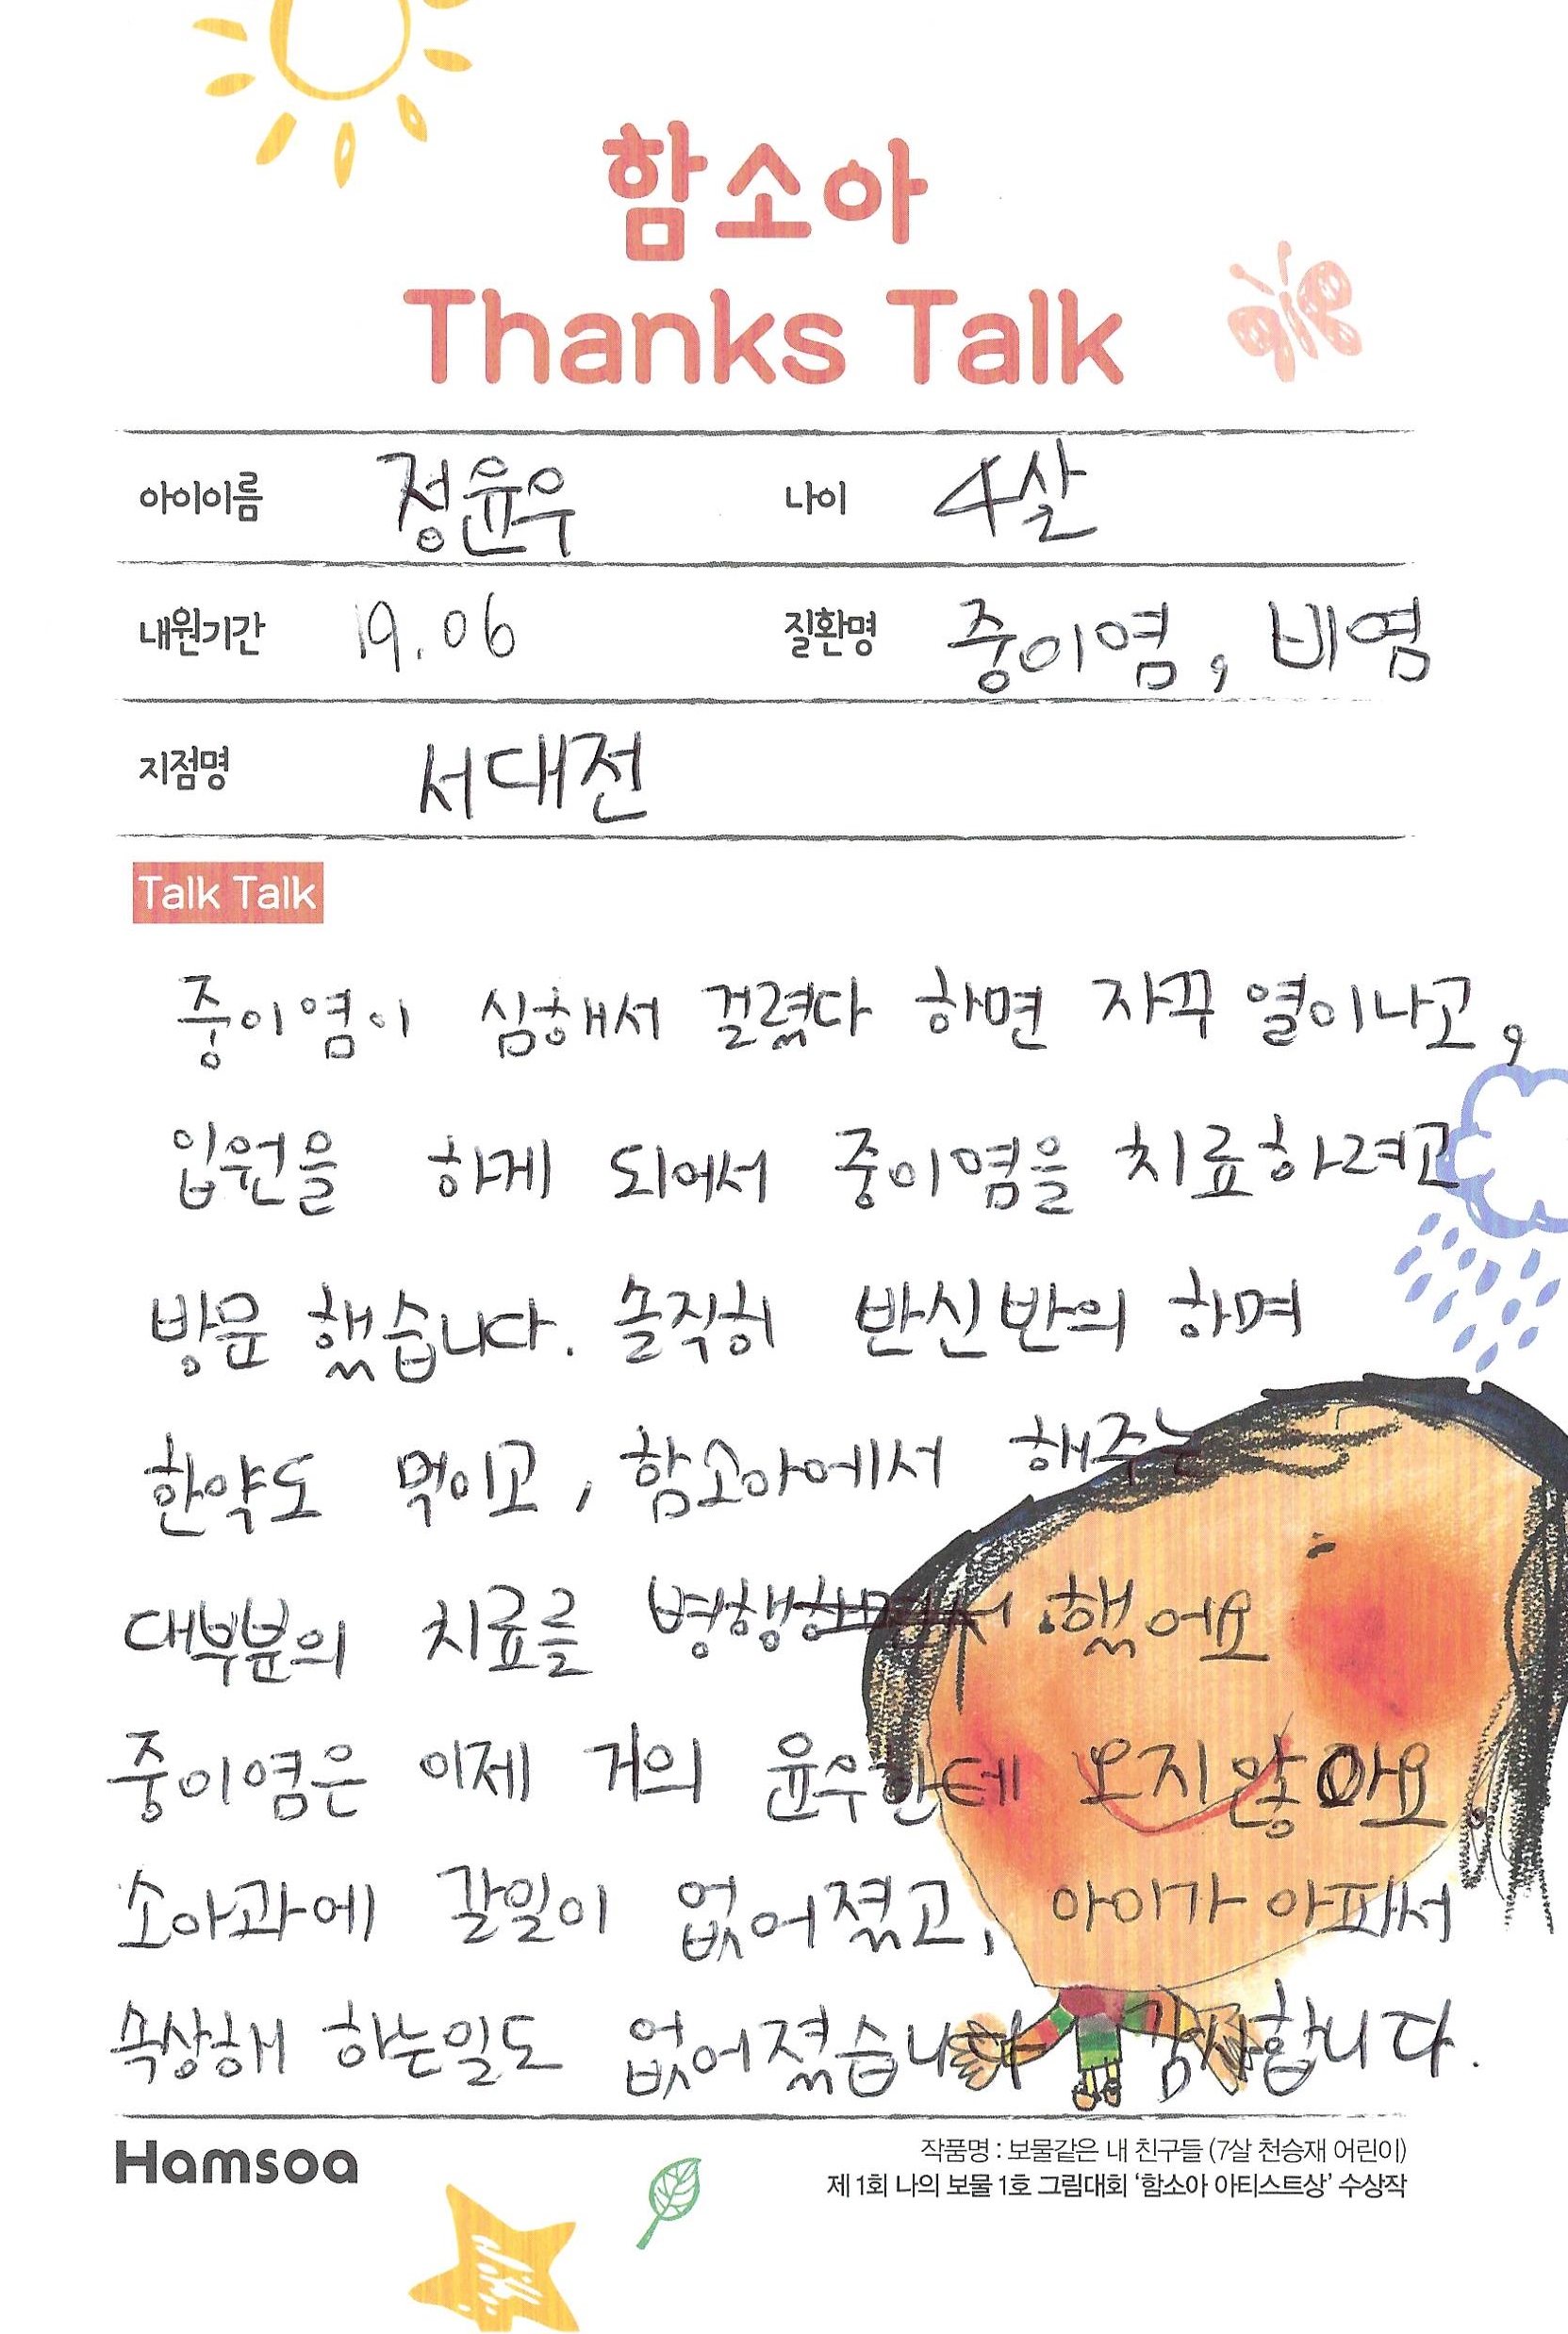 함소아
Thanks Talk
아이이름 정윤우 나이 4살
내원기간 19.06 질환명 중이염, 비염
지점명 서대전
Talk Talk
중이염이 심해서 걸렸다 하면 자꾸 열이나고,
입원을 하게 되어서 중이염을 치료하려고
방문 했습니다. 솔직히 반신반의 하며
한약도 먹이고, 함소아에서 해주는
대부분의 치료를 병행 했어요
중이염은 이제 거의 윤우한테 오지않아요.
소아과에 갈일이 없어졌고, 아이가 아파서
속상해 하는일도 없어졌습니다 감사합니다.
Hamsoa
작품명 : 보물같은 내 친구들 (7살 천승재 어린이)
제 1회 나의 보물 1호 그림대회 '함소아 아티스트상' 수상작